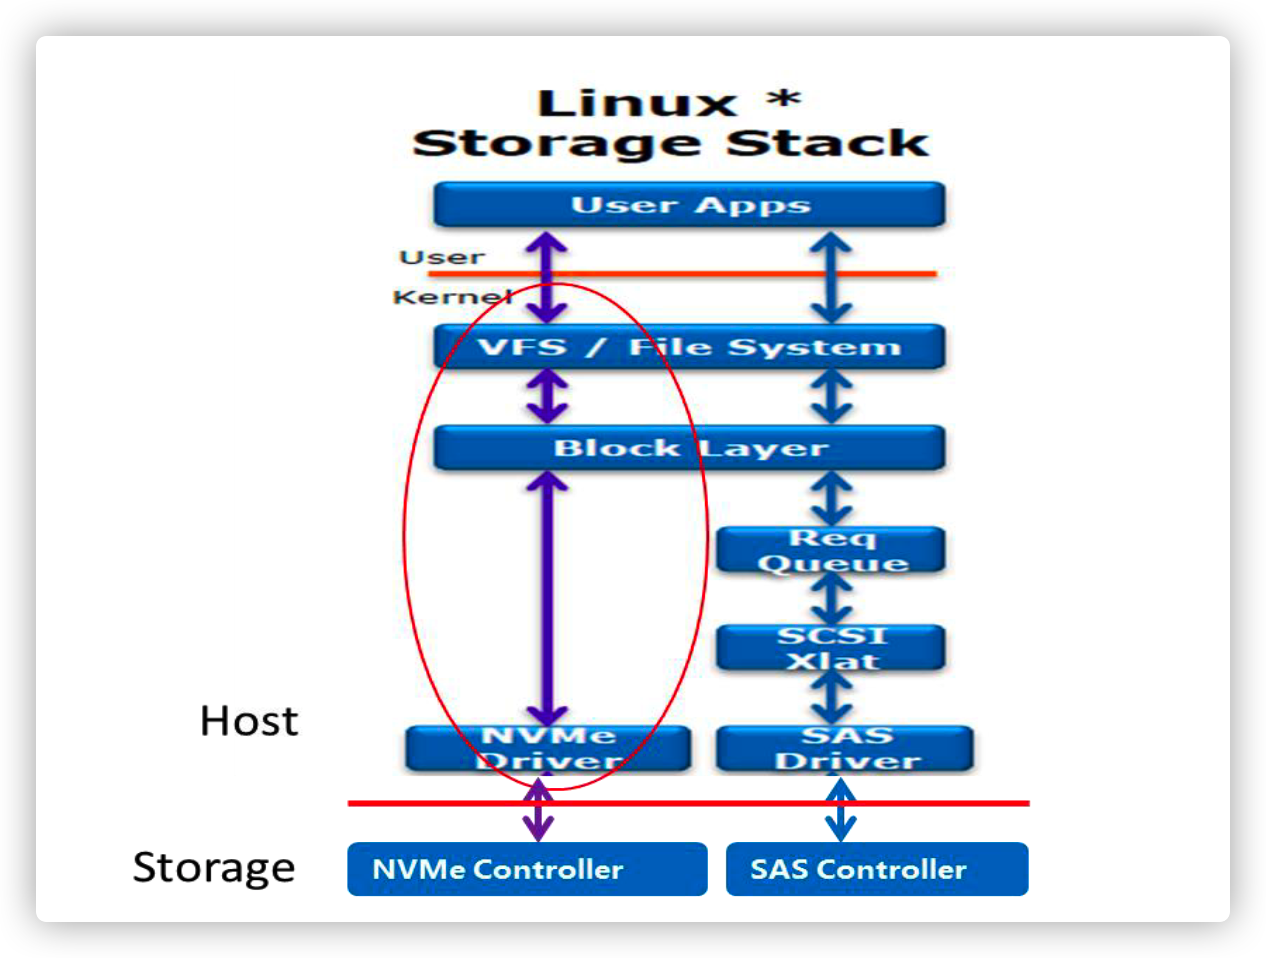 Linux *
Storage Stack
User Apps
User
Kernel
VFS / File System
Block Layer
Req
Queue
SCSI
Xlat
Host
NVMe
Driver
SAS
Driver
Storage
NVMe Controller
SAS Controller